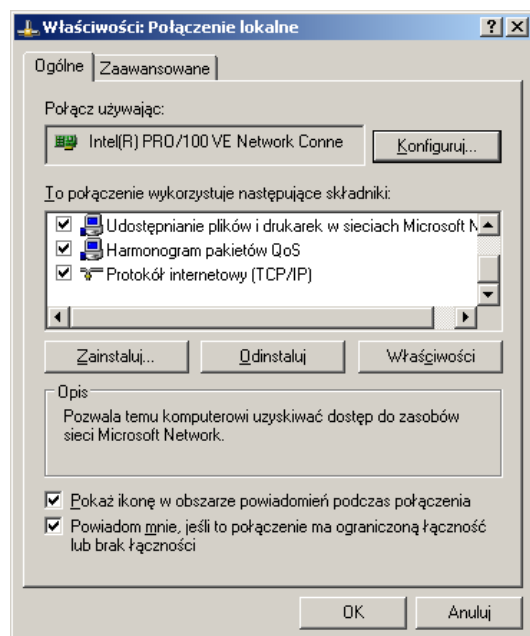 Właściwości: Połączenie lokalne
Ogólne
Zaawansowane
Połącz używając:
Intel(R) PRO/100 VE Network Conne
Konfiguruj...
To połączenie wykorzystuje następujące składniki:
Udostępnianie plików i drukarek w sieciach Microsoft N
Harmonogram pakietów QoS
Protokół internetowy (TCP/IP)
Zainstaluj...
Odinstaluj
Właściwości
Opis
Pozwala temu komputerowi uzyskiwać dostęp do zasobów
sieci Microsoft Network.
Pokaż ikonę w obszarze powiadomień podczas połączenia
Powiadom mnie, jeśli to połączenie ma ograniczoną łączność
lub brak łączności
OK
Anuluj